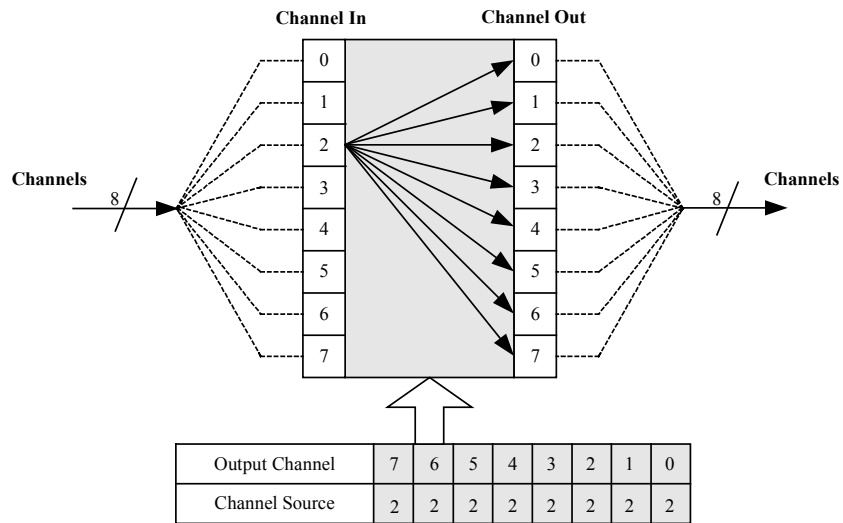 Channel In Channel Out
0 0
1 1
2 2
3 3
Channels 8 8 Channels
4 4
5 5
6 6
7 7
Output Channel 7 6 5 4 3 2 1 0
Channel Source 2 2 2 2 2 2 2 2